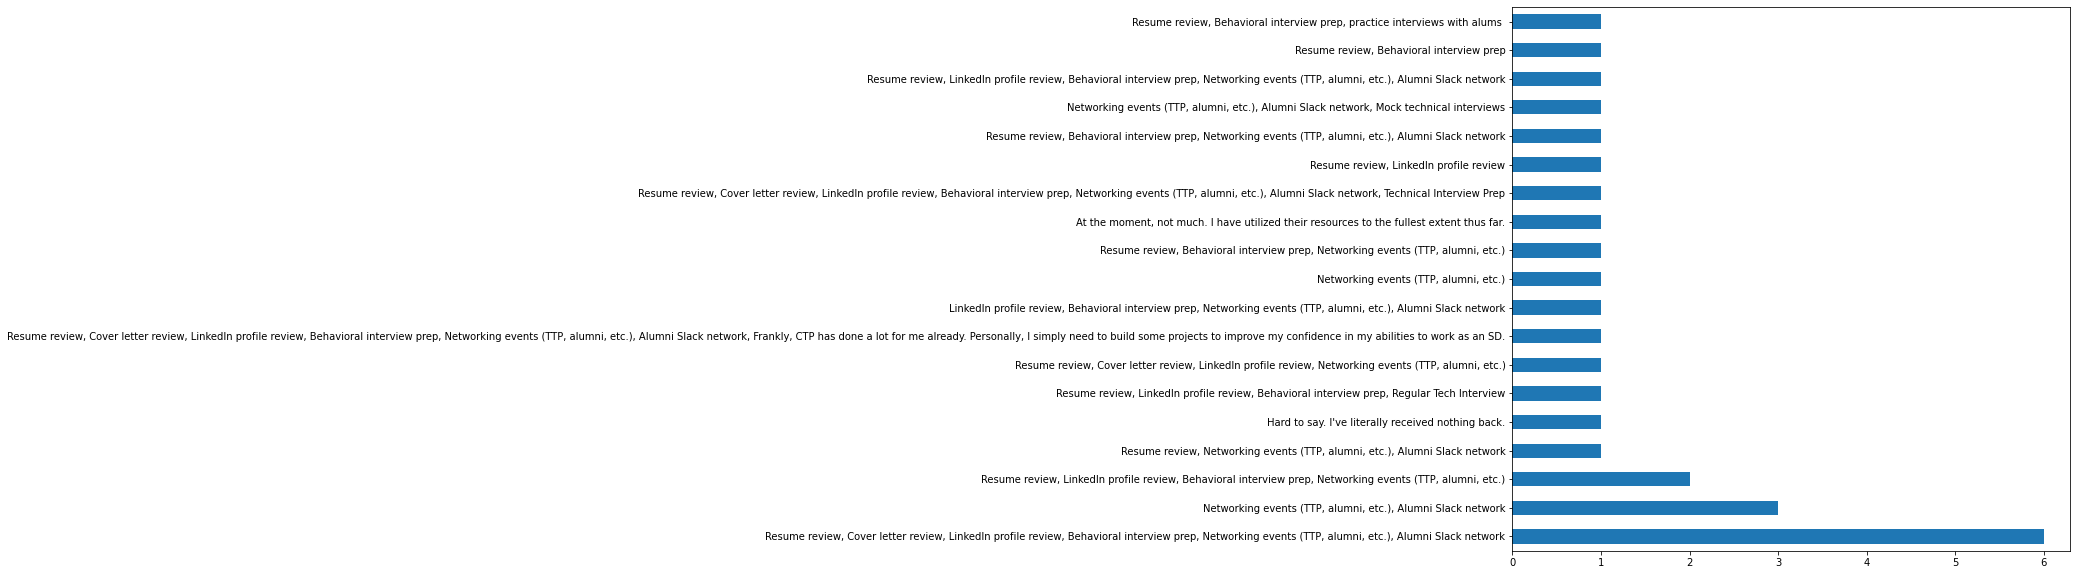 Resume review, Behavioral interview prep, practice interviews with alums
Resume review, Behavioral interview prep
Resume review, LinkedIn profile review, Behavioral interview prep, Networking events (TTP, alumni, etc.), Alumni Slack network
Networking events (TTP, alumni, etc.), Alumni Slack network, Mock technical interviews
Resume review, Behavioral interview prep, Networking events (TTP, alumni, etc.), Alumni Slack network
Resume review, LinkedIn profile review
Resume review, Cover letter review, LinkedIn profile review, Behavioral interview prep, Networking events (TTP, alumni, etc.), Alumni Slack network, Technical Interview Prep
At the moment, not much. I have utilized their resources to the fullest extent thus far.
Resume review, Behavioral interview prep, Networking events (TTP, alumni, etc.)
Networking events (TTP, alumni, etc.)
LinkedIn profile review, Behavioral interview prep, Networking events (TTP, alumni, etc.), Alumni Slack network
Resume review, Cover letter review, LinkedIn profile review, Behavioral interview prep, Networking events (TTP, alumni, etc.), Alumni Slack network, Frankly, CTP has done a lot for me already. Personally, I simply need to build some projects to improve my confidence in my abilities to work as an SD.
Resume review, Cover letter review, LinkedIn profile review, Networking events (TTP, alumni, etc.)
Resume review, LinkedIn profile review, Behavioral interview prep, Regular Tech Interview
Hard to say. I've literally received nothing back.
Resume review, Networking events (TTP, alumni, etc.), Alumni Slack network
Resume review, LinkedIn profile review, Behavioral interview prep, Networking events (TTP, alumni, etc.)
Networking events (TTP, alumni, etc.), Alumni Slack network
Resume review, Cover letter review, LinkedIn profile review, Behavioral interview prep, Networking events (TTP, alumni, etc.), Alumni Slack network
0 1 2 3 4 5 6